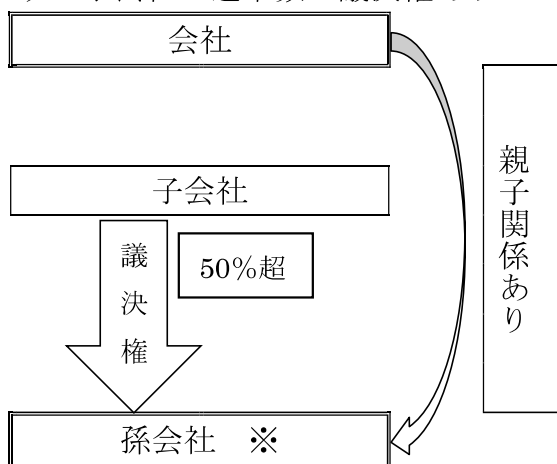 会社
子会社
議決権
50%超
親子関係あり
孫会社 ※